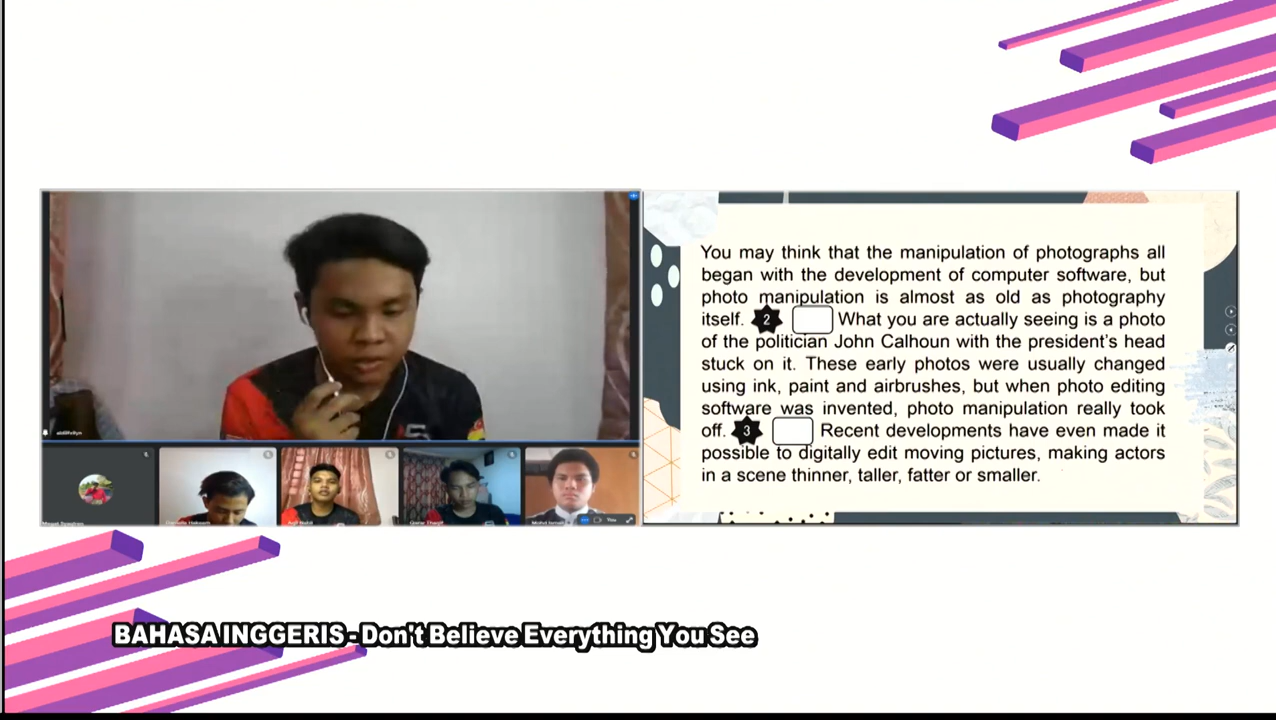 You may think that the manipulation of photographs all
began with the development of computer software, but
photo manipulation is almost as old as photography
itself. 2 What you are actually seeing is a photo
of the politician John Calhoun with the president's head
stuck on it. These early photos were usually changed
using ink, paint and airbrushes, but when photo editing
software was invented, photo manipulation really took
off. 3 Recent developments have even made it
possible to digitally edit moving pictures, making actors
in a scene thinner, taller, fatter or smaller.
You
BAHASA INGGERIS - Don't Believe Everything You See